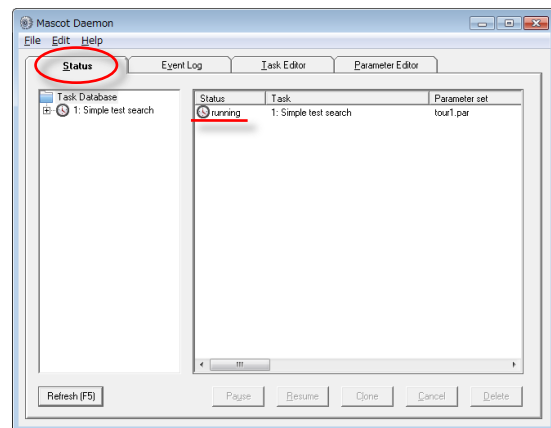 Mascot Daemon
File Edit Help
Status Event Log Task Editor Parameter Editor
Task Database
1: Simple test search
Status Task Parameter set
running 1: Simple test search tour1.par
Refresh (F5) Pause Resume Clone Cancel Delete